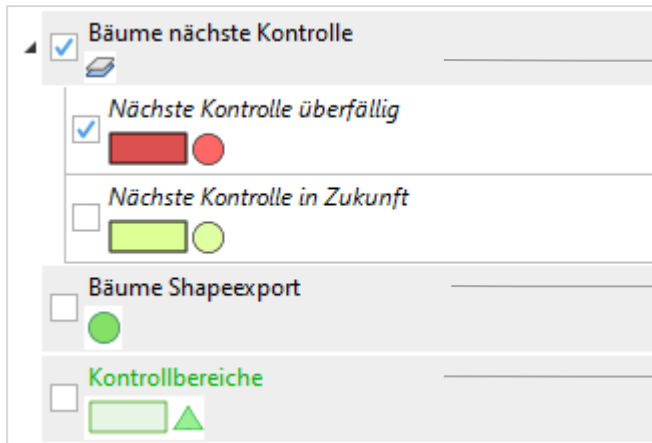 Bäume nächste Kontrolle
Nächste Kontrolle überfällig
Nächste Kontrolle in Zukunft
Bäume Shapeexport
Kontrollbereiche